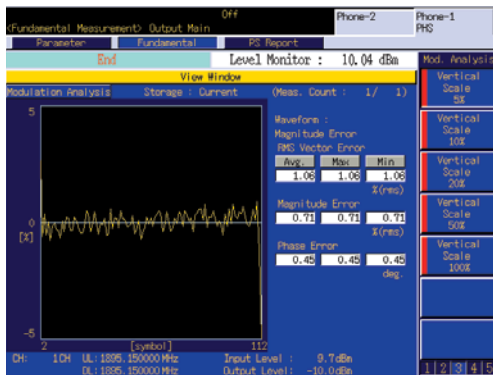 Off
<Fundamental Measurement> Output Main
Phone-2
Phone-1
PHS
Parameter
Fundamental
PS Report
End
Level Monitor : 10.04 dBm
Mod. Analysis
View Window
Modulation Analysis Storage : Current (Meas. Count : 1/ 1)
5
0
[%]
-5
2
[symbol]
112
Waveform :
Magnitude Error
RMS Vector Error
Avg. Max Min
1.06 1.06 1.06
%(rms)
Magnitude Error
0.71 0.71 0.71
%(rms)
Phase Error
0.45 0.45 0.45
deg.
Vertical
Scale
5%
Vertical
Scale
10%
Vertical
Scale
20%
Vertical
Scale
50%
Vertical
Scale
100%
CH: 1CH UL:1895.150000MHz Input Level : 9.7dBm
DL:1895.150000MHz Output Level: -10.0dBm
1 2 3 4 5